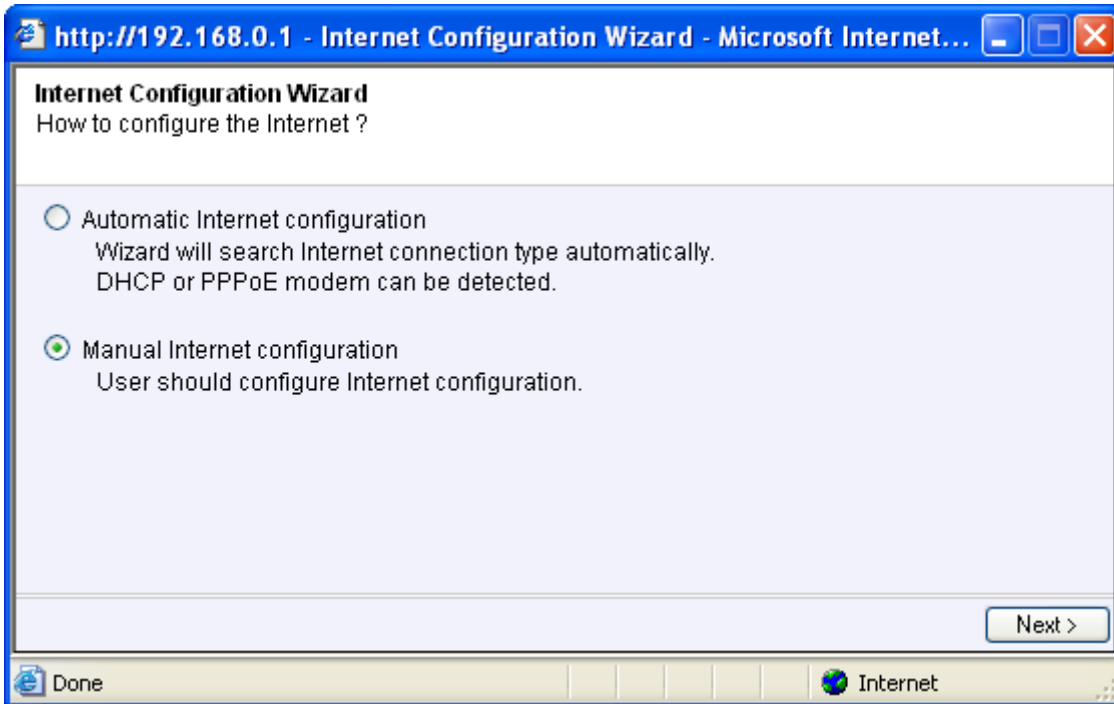 http://192.168.0.1 - Internet Configuration Wizard - Microsoft Internet...
Internet Configuration Wizard
How to configure the Internet ?
Automatic Internet configuration
Wizard will search Internet connection type automatically.
DHCP or PPPoE modem can be detected.
Manual Internet configuration
User should configure Internet configuration.
Next >
Done
Internet